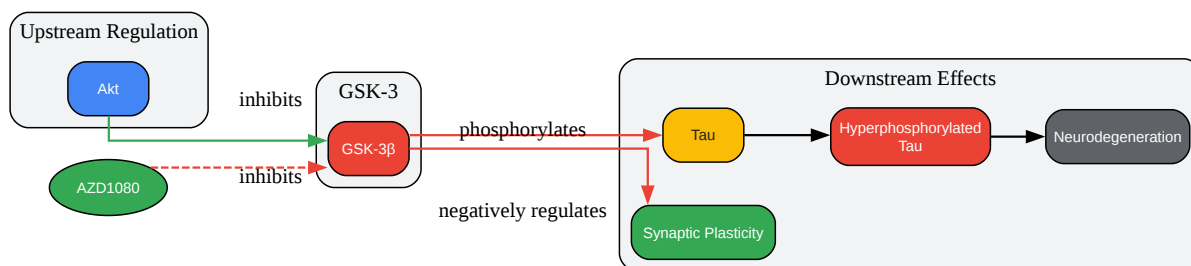 Upstream Regulation
Akt
inhibits
AZD1080
inhibits
GSK-3
GSK-3β
phosphorylates
negatively regulates
Downstream Effects
Tau
Hyperphosphorylated
Tau
Neurodegeneration
Synaptic Plasticity